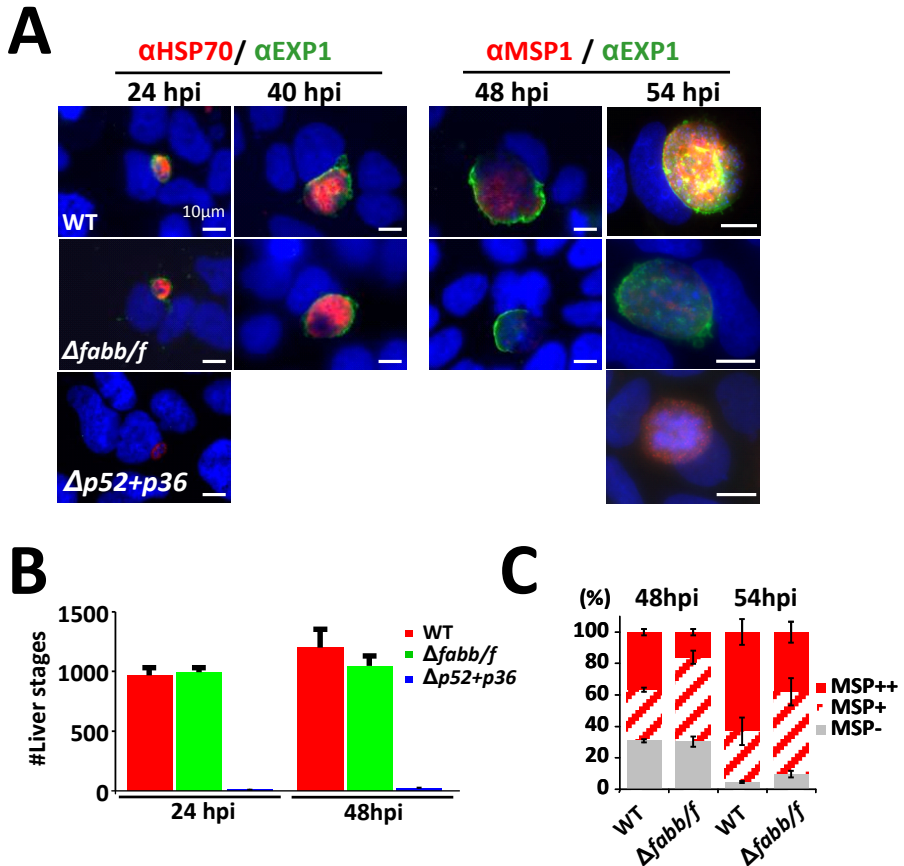 A
αHSP70/ αEXP1
αMSP1 / αEXP1
24 hpi
40 hpi
48 hpi
54 hpi
WT
10µm
Δfabb/f
Δp52+p36
B
#Liver stages
1500
1000
500
0
WT
Δfabb/f
Δp52+p36
24 hpi
48hpi
C
(%)
48hpi
54hpi
100
80
60
40
20
0
MSP++
MSP+
MSP-
WT
Δfabb/f
WT
Δfabb/f